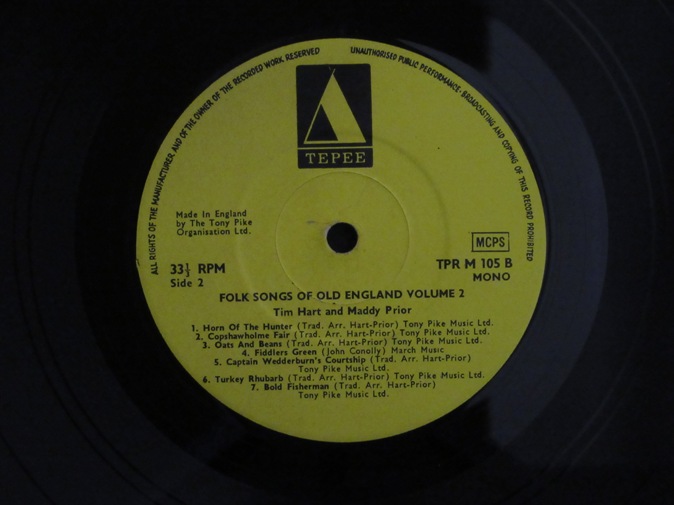 ALL RIGHTS OF THE MANUFACTURER, AND OF THE OWNER OF THE RECORDED WORK RESERVED
UNAUTHORISED PUBLIC PERFORMANCE · BROADCASTING AND COPYING OF THIS RECORD PROHIBITED
TEPEE
Made In England
by The Tony Pike
Organisation Ltd.
MCPS
33⅓ RPM
Side 2
TPR M 105 B
MONO
FOLK SONGS OF OLD ENGLAND VOLUME 2
Tim Hart and Maddy Prior
1. Horn Of The Hunter (Trad. Arr. Hart-Prior) Tony Pike Music Ltd.
2. Copshawholme Fair (Trad. Arr. Hart-Prior) Tony Pike Music Ltd.
3. Oats And Beans (Trad. Arr. Hart-Prior)
4. Fiddlers Green (John Conolly) March Music
5. Captain Wedderburn's Courtship (Trad. Arr. Hart-Prior)
Tony Pike Music Ltd.
6. Turkey Rhubarb (Trad. Arr. Hart-Prior) Tony Pike Music Ltd.
7. Bold Fisherman (Trad. Arr. Hart-Prior)
Tony Pike Music Ltd.